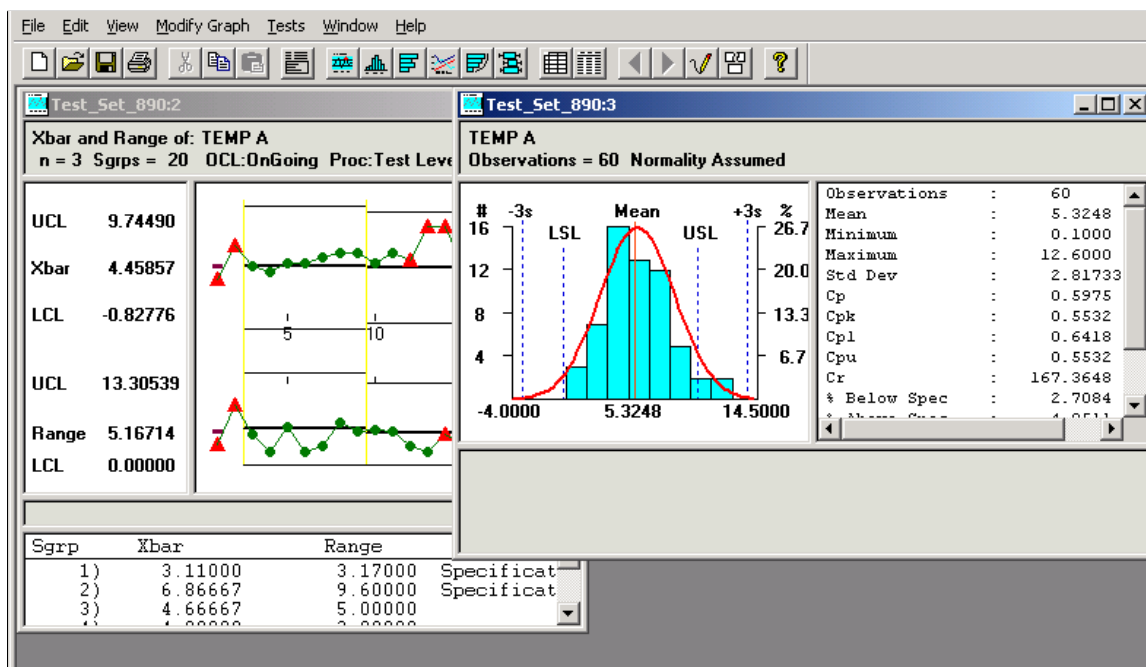 File Edit View Modify Graph Tests Window Help
Test_Set_890:2
Xbar and Range of: TEMP A
n = 3 Sgrps = 20 OCL:OnGoing Proc:Test Leve
UCL 9.74490
Xbar 4.45857
LCL -0.82776
5 10
UCL 13.30539
Range 5.16714
LCL 0.00000
Sgrp Xbar Range
1) 3.11000 3.17000 Specificat
2) 6.86667 9.60000 Specificat
3) 4.66667 5.00000
Test_Set_890:3
TEMP A
Observations = 60 Normality Assumed
# -3s Mean +3s %
16 LSL USL 26.7
12 20.0
8 13.3
4 6.7
-4.0000 5.3248 14.5000
Observations : 60
Mean : 5.3248
Minimum : 0.1000
Maximum : 12.6000
Std Dev : 2.81733
Cp : 0.5975
Cpk : 0.5532
Cpl : 0.6418
Cpu : 0.5532
Cr : 167.3648
% Below Spec : 2.7084